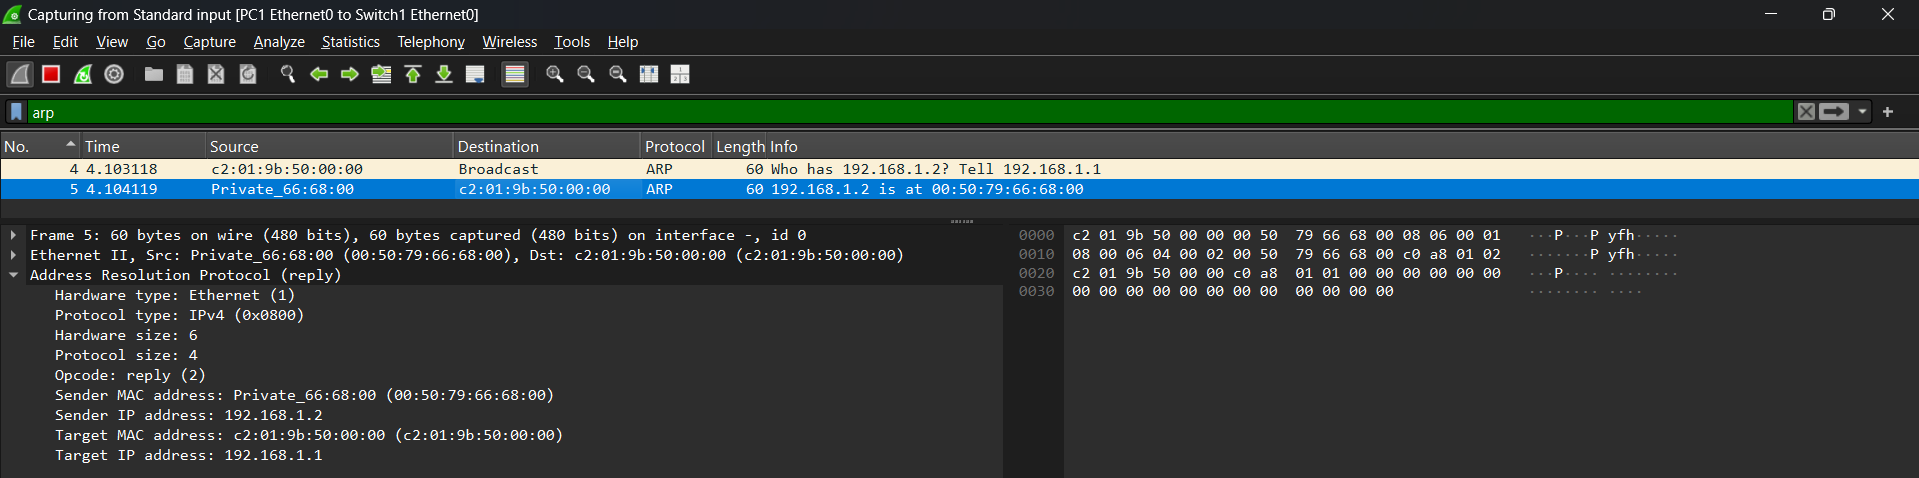 Capturing from Standard input [PC1 Ethernet0 to Switch1 Ethernet0]
File Edit View Go Capture Analyze Statistics Telephony Wireless Tools Help
arp
No. Time Source Destination Protocol Length Info
4 4.103118 c2:01:9b:50:00:00 Broadcast ARP 60 Who has 192.168.1.2? Tell 192.168.1.1
5 4.104119 Private_66:68:00 c2:01:9b:50:00:00 ARP 60 192.168.1.2 is at 00:50:79:66:68:00
Frame 5: 60 bytes on wire (480 bits), 60 bytes captured (480 bits) on interface -, id 0
Ethernet II, Src: Private_66:68:00 (00:50:79:66:68:00), Dst: c2:01:9b:50:00:00 (c2:01:9b:50:00:00)
Address Resolution Protocol (reply)
Hardware type: Ethernet (1)
Protocol type: IPv4 (0x0800)
Hardware size: 6
Protocol size: 4
Opcode: reply (2)
Sender MAC address: Private_66:68:00 (00:50:79:66:68:00)
Sender IP address: 192.168.1.2
Target MAC address: c2:01:9b:50:00:00 (c2:01:9b:50:00:00)
Target IP address: 192.168.1.1
0000 c2 01 9b 50 00 00 00 50 79 66 68 00 08 06 00 01 ···P···P yfh·····
0010 08 00 06 04 00 02 00 50 79 66 68 00 c0 a8 01 02 ·······P yfh·····
0020 c2 01 9b 50 00 00 c0 a8 01 01 00 00 00 00 00 00 ···P···· ········
0030 00 00 00 00 00 00 00 00 00 00 00 00 ········ ····